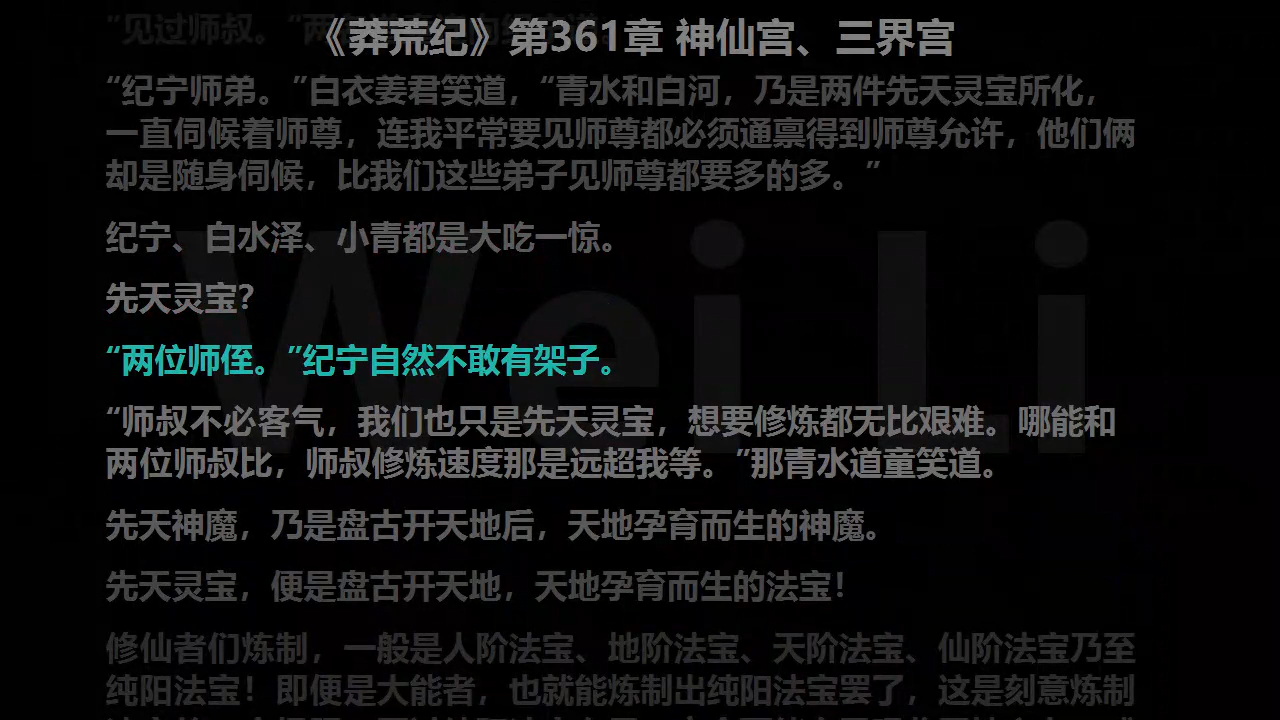 “见过师叔。”两
《莽荒纪》第361章 神仙宫、三界宫
“纪宁师弟。”白衣姜君笑道，“青水和白河，乃是两件先天灵宝所化，
一直伺候着师尊，连我平常要见师尊都必须通禀得到师尊允许，他们俩
却是随身伺候，比我们这些弟子见师尊都要多的多。”
纪宁、白水泽、小青都是大吃一惊。
先天灵宝？
“两位师侄。”纪宁自然不敢有架子。
“师叔不必客气，我们也只是先天灵宝，想要修炼都无比艰难。哪能和
两位师叔比，师叔修炼速度那是远超我等。”那青水道童笑道。
先天神魔，乃是盘古开天地后，天地孕育而生的神魔。
先天灵宝，便是盘古开天地，天地孕育而生的法宝！
修仙者们炼制，一般是人阶法宝、地阶法宝、天阶法宝、仙阶法宝乃至
纯阳法宝！即便是大能者，也就能炼制出纯阳法宝罢了，这是刻意炼制
Wei Li